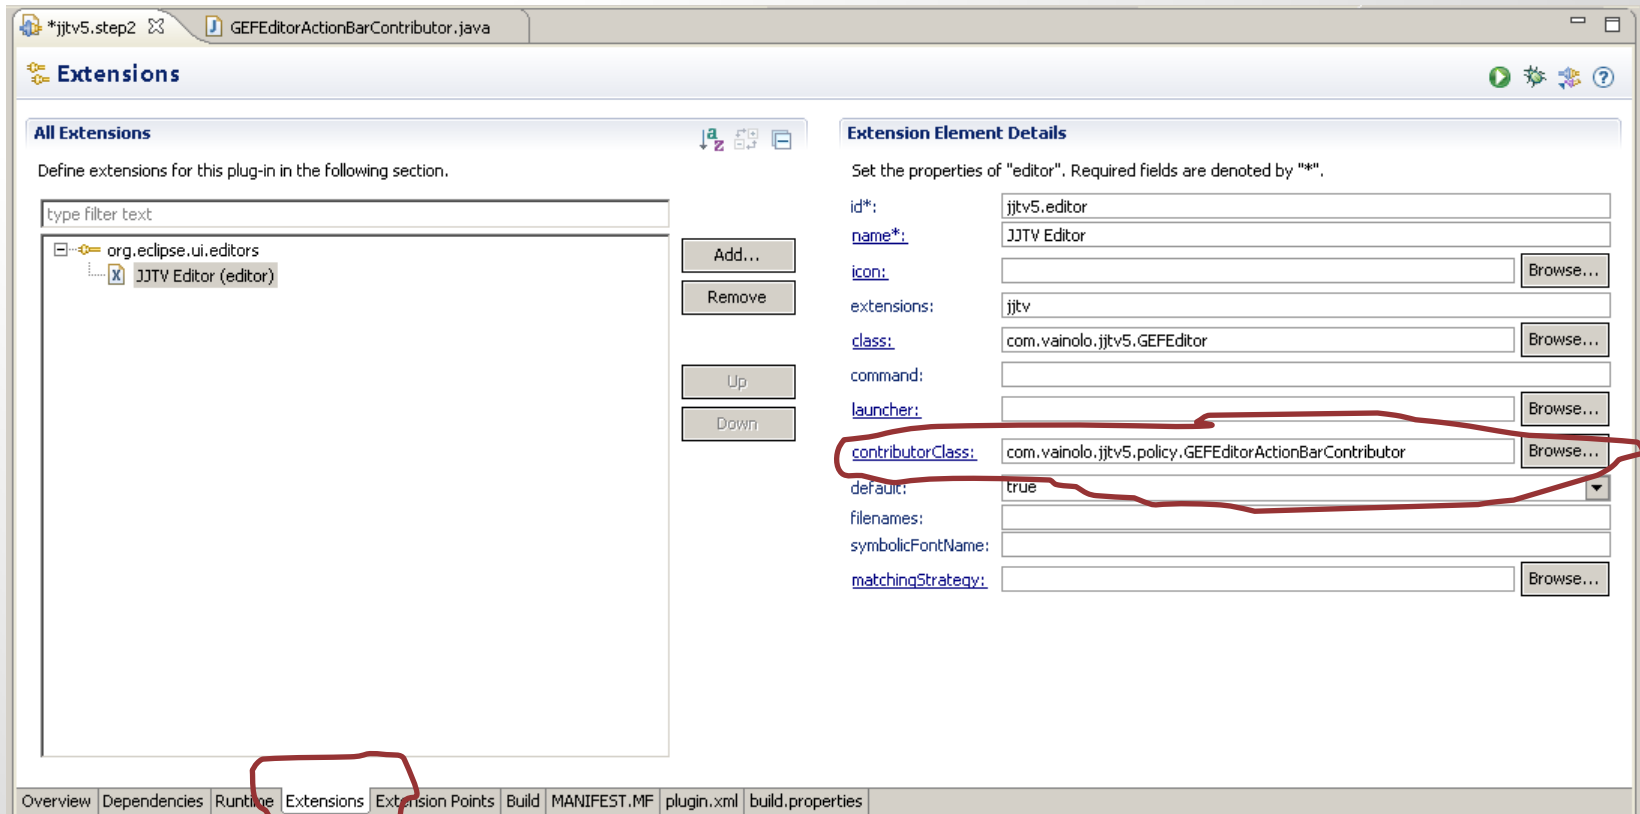 *jjtv5.step2 GEFEditorActionBarContributor.java
Extensions
All Extensions
Define extensions for this plug-in in the following section.
type filter text
org.eclipse.ui.editors
JJTV Editor (editor)
Add...
Remove
Up
Down
Extension Element Details
Set the properties of "editor". Required fields are denoted by "*".
id*: jjtv5.editor
name*: JJTV Editor
icon: Browse...
extensions: jjtv
class: com.vainolo.jjtv5.GEFEditor Browse...
command:
launcher: Browse...
contributorClass: com.vainolo.jjtv5.policy.GEFEditorActionBarContributor Browse...
default: true
filenames:
symbolicFontName:
matchingStrategy: Browse...
Overview Dependencies Runtime Extensions Extension Points Build MANIFEST.MF plugin.xml build.properties